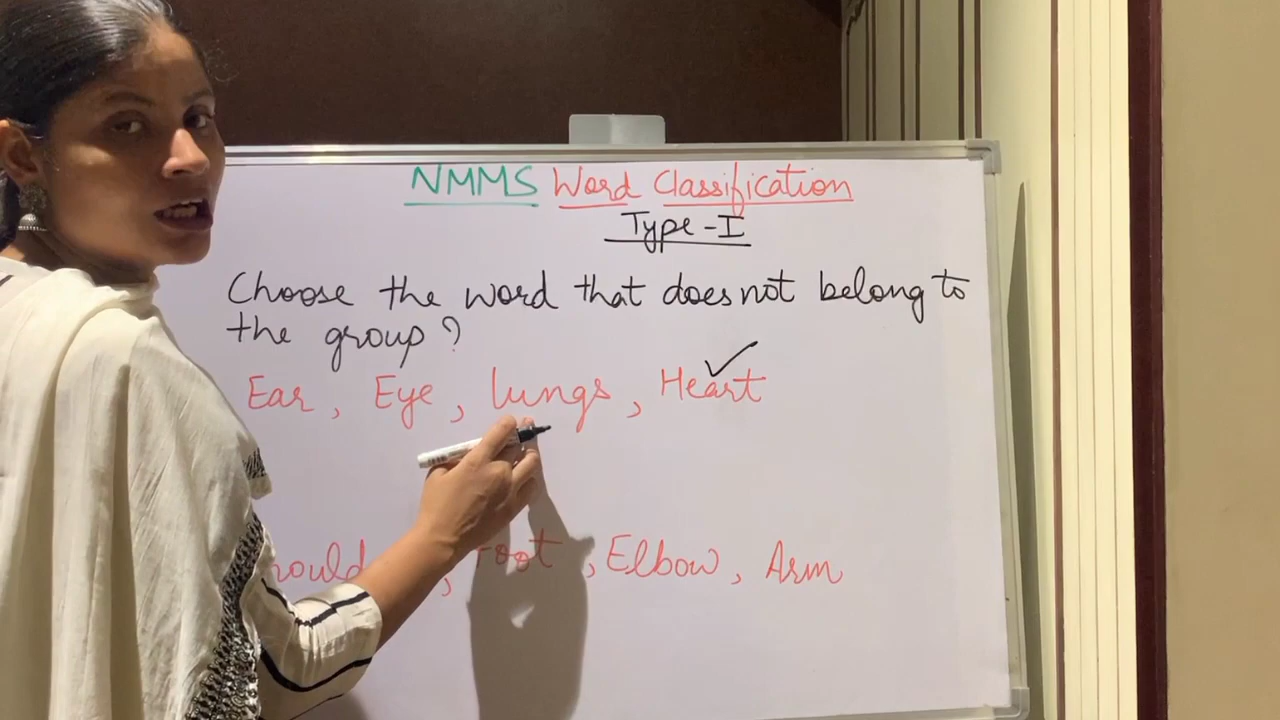 NMMS Word Classification
Type-I
Choose the word that does not belong to
the group?
Ear, Eye, lungs, Heart
Foot, Elbow, Arm